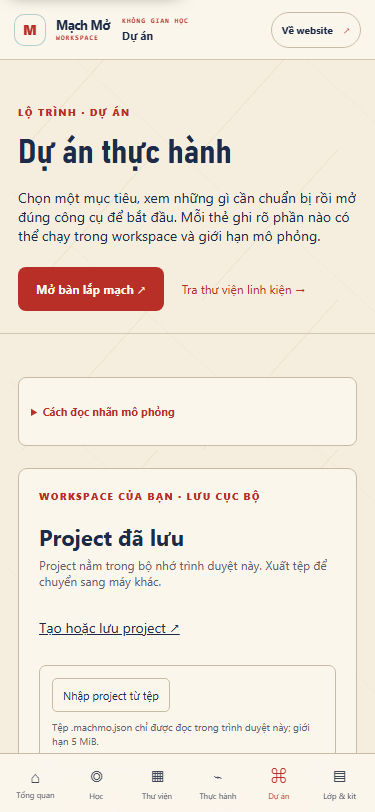 M
Mạch Mở
WORKSPACE
KHÔNG GIAN HỌC
Dự án
Về website ↗
LỘ TRÌNH · DỰ ÁN
Dự án thực hành
Chọn một mục tiêu, xem những gì cần chuẩn bị rồi mở
đúng công cụ để bắt đầu. Mỗi thẻ ghi rõ phần nào có
thể chạy trong workspace và giới hạn mô phỏng.
Mở bàn lắp mạch ↗
Tra thư viện linh kiện →
Cách đọc nhãn mô phỏng
WORKSPACE CỦA BẠN · LƯU CỤC BỘ
Project đã lưu
Project nằm trong bộ nhớ trình duyệt này. Xuất tệp để
chuyển sang máy khác.
Tạo hoặc lưu project ↗
Nhập project từ tệp
Tệp .machmo.json chỉ được đọc trong trình duyệt này; giới
hạn 5 MiB.
Tổng quan
Học
Thư viện
Thực hành
Dự án
Lớp & kit